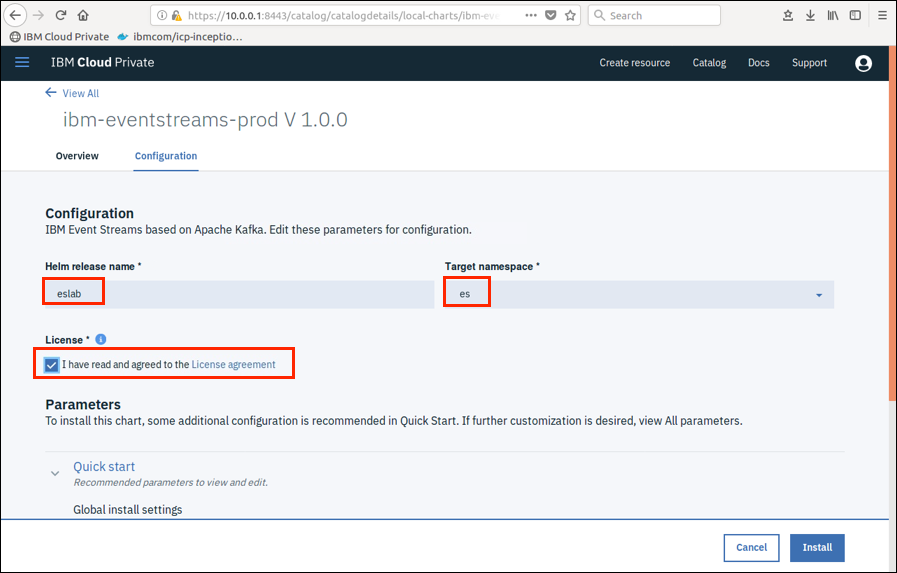 https://10.0.0.1:8443/catalog/catalogdetails/local-charts/ibm-eve
Search
IBM Cloud Private
ibmcom/icp-inceptio...
IBM Cloud Private
Create resource
Catalog
Docs
Support
View All
ibm-eventstreams-prod V 1.0.0
Overview
Configuration
Configuration
IBM Event Streams based on Apache Kafka. Edit these parameters for configuration.
Helm release name *
Target namespace *
eslab
es
License *
I have read and agreed to the License agreement
Parameters
To install this chart, some additional configuration is recommended in Quick Start. If further customization is desired, view All parameters.
Quick start
Recommended parameters to view and edit.
Global install settings
Cancel
Install